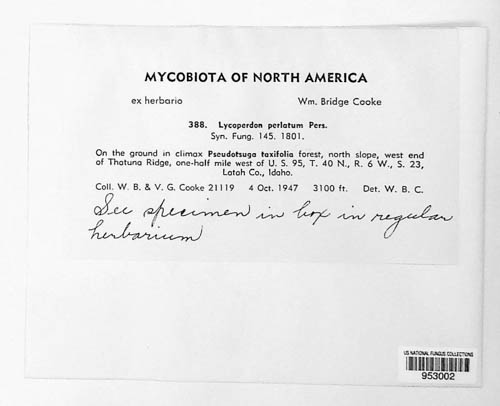 MYCOBIOTA OF NORTH AMERICA
ex herbario Wm. Bridge Cooke
388. Lycoperdon perlatum Pers.
Syn. Fung. 145. 1801.
On the ground in climax Pseudotsuga taxifolia forest, north slope, west end
of Thatuna Ridge, one-half mile west of U. S. 95, T. 40 N., R. 6 W., S. 23,
Latah Co., Idaho.
Coll. W. B. & V. G. Cooke 21119 4 Oct. 1947 3100 ft. Det. W. B. C.
See specimen in box in regular
herbarium
US NATIONAL FUNGUS COLLECTIONS
953002